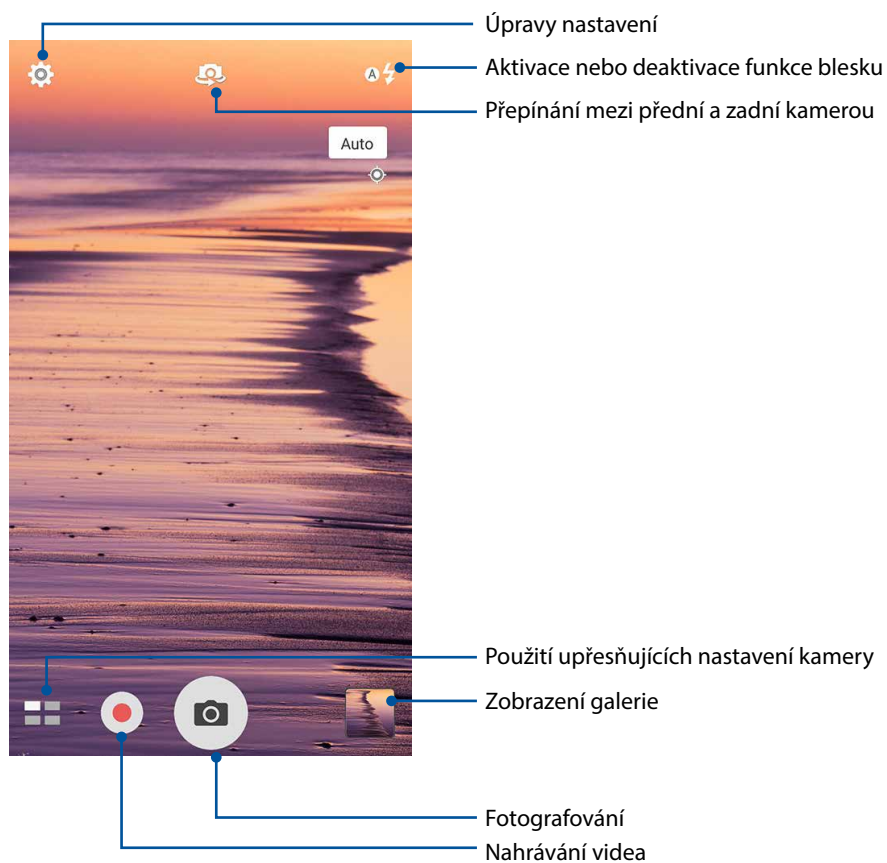 Úpravy nastavení
Aktivace nebo deaktivace funkce blesku
Přepínání mezi přední a zadní kamerou
A
Auto
Použití upřesňujících nastavení kamery
Zobrazení galerie
Fotografování
Nahrávání videa